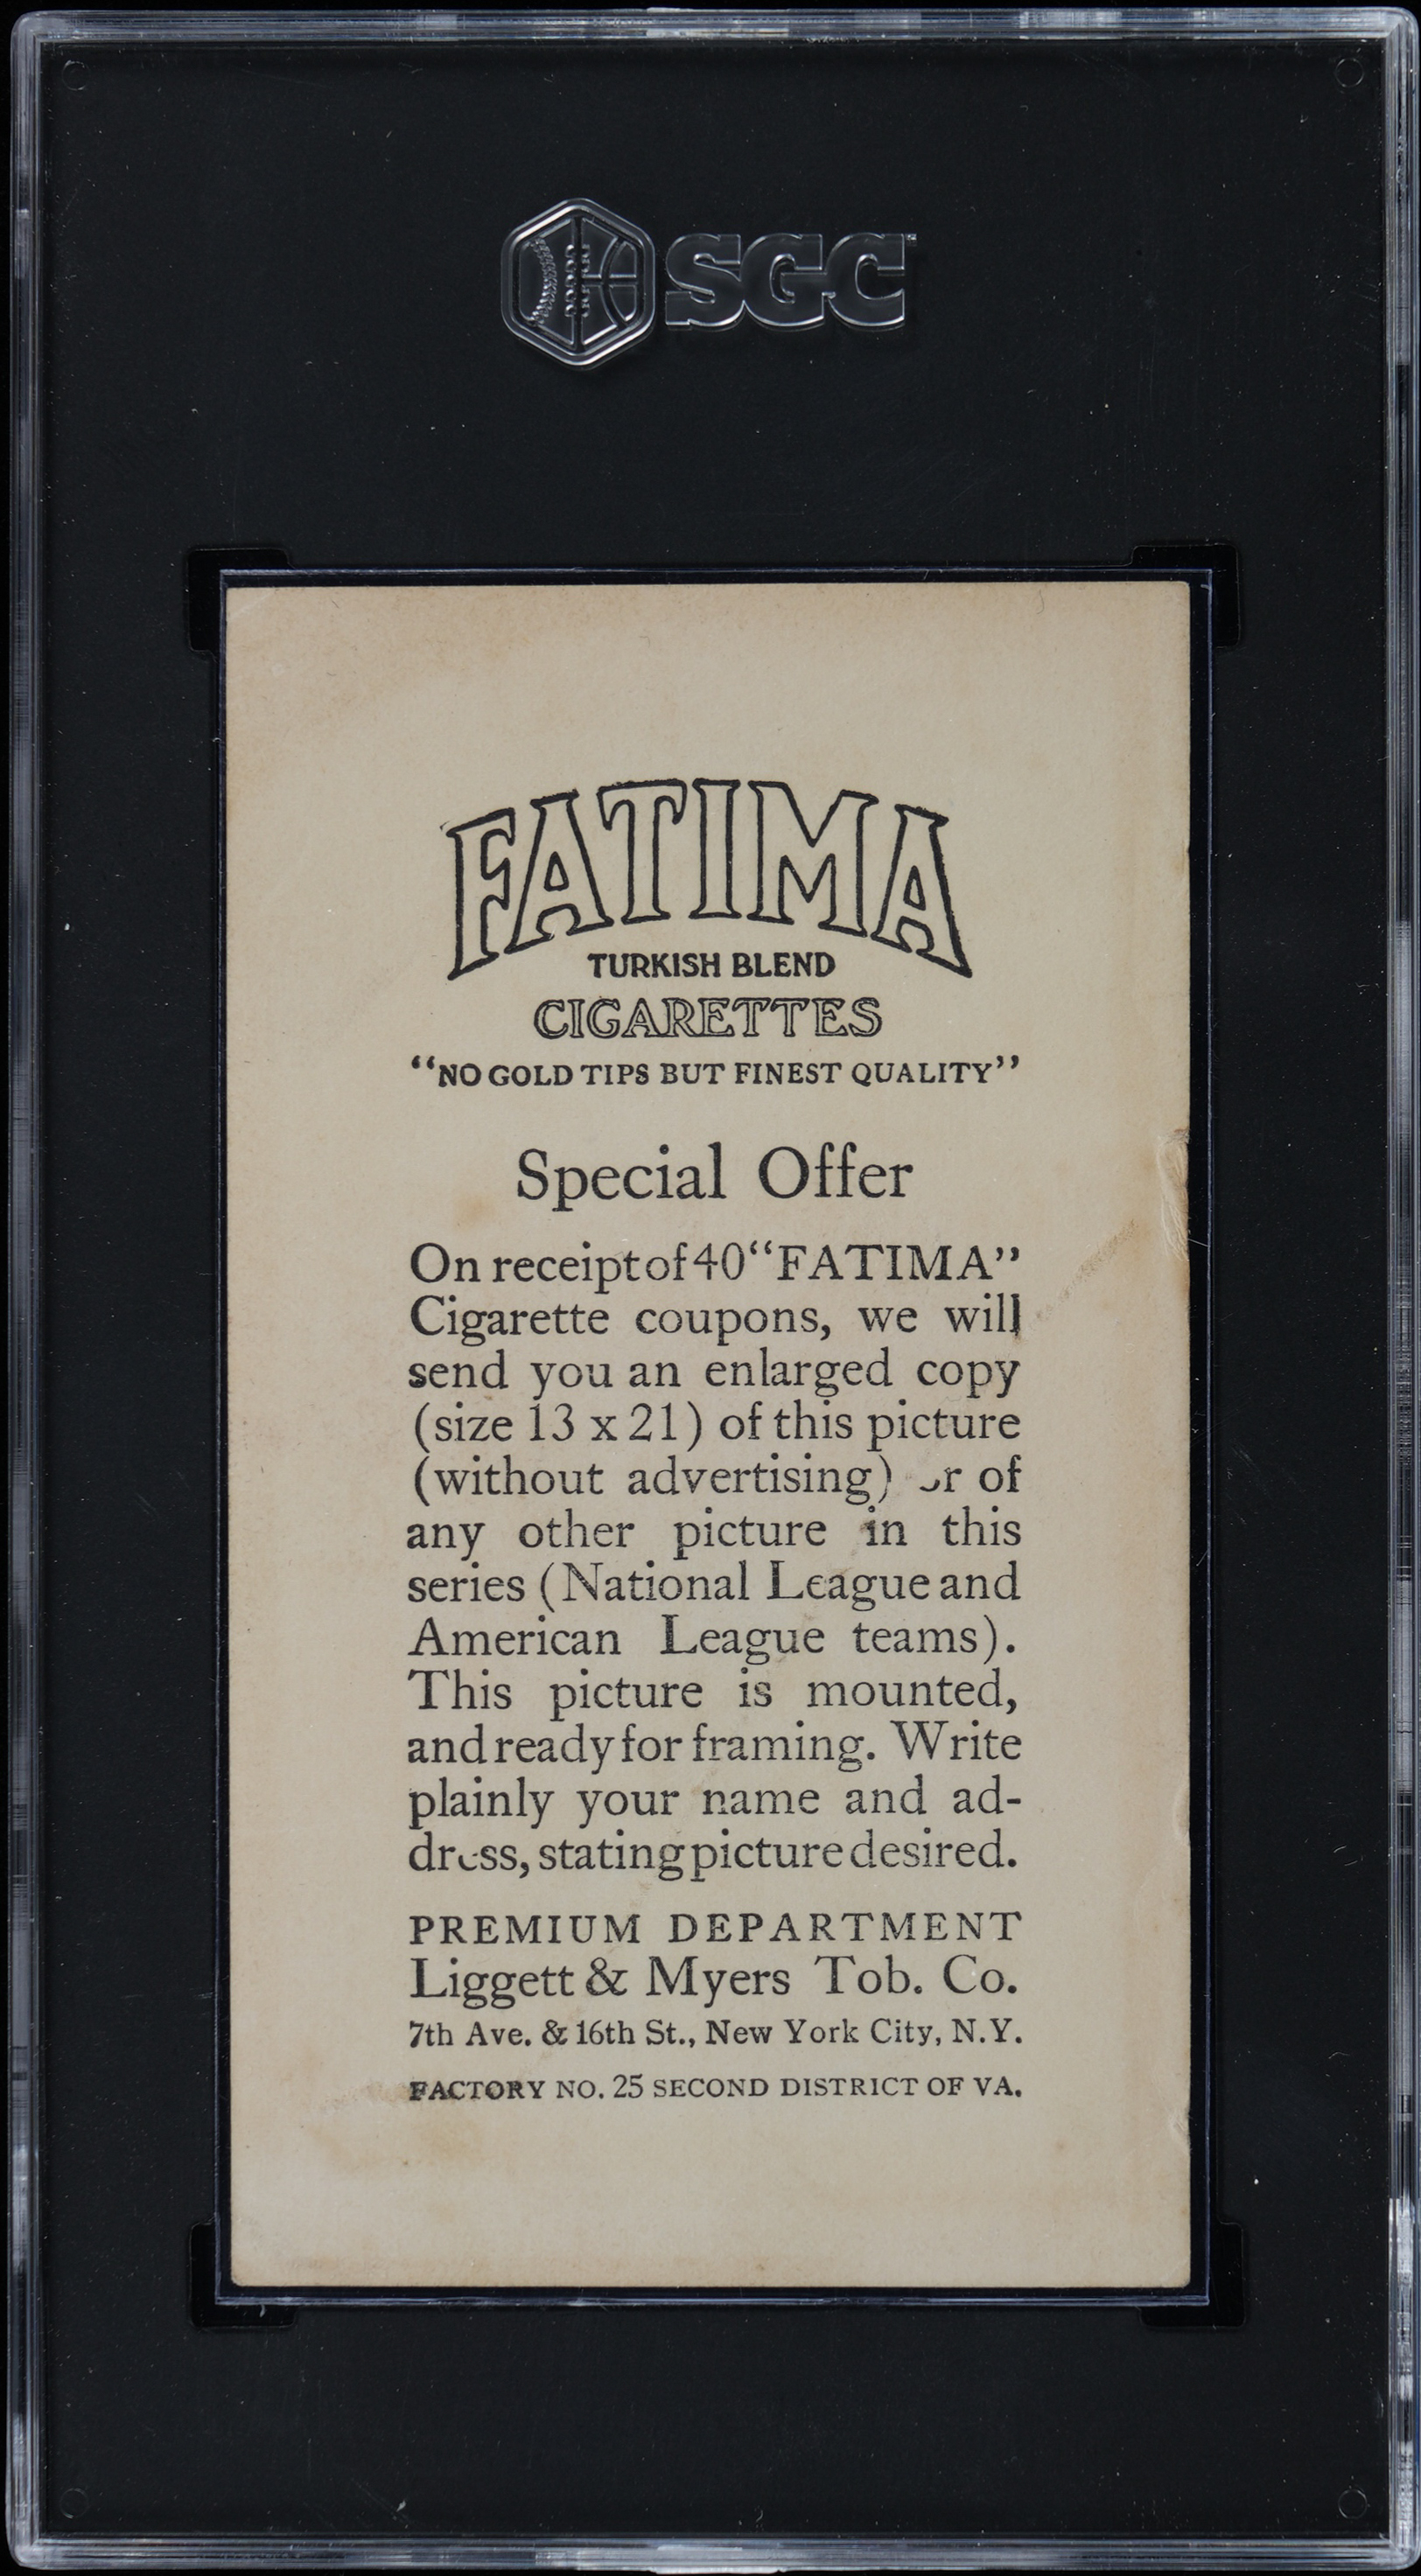 SGC
FATIMA
TURKISH BLEND
CIGARETTES
“NO GOLD TIPS BUT FINEST QUALITY”
Special Offer
On receipt of 40 “FATIMA”
Cigarette coupons, we will
send you an enlarged copy
(size 13 x 21) of this picture
(without advertising) or of
any other picture in this
series (National League and
American League teams).
This picture is mounted,
and ready for framing. Write
plainly your name and ad-
dress, stating picture desired.
PREMIUM DEPARTMENT
Liggett & Myers Tob. Co.
7th Ave. & 16th St., New York City, N.Y.
FACTORY NO. 25 SECOND DISTRICT OF VA.